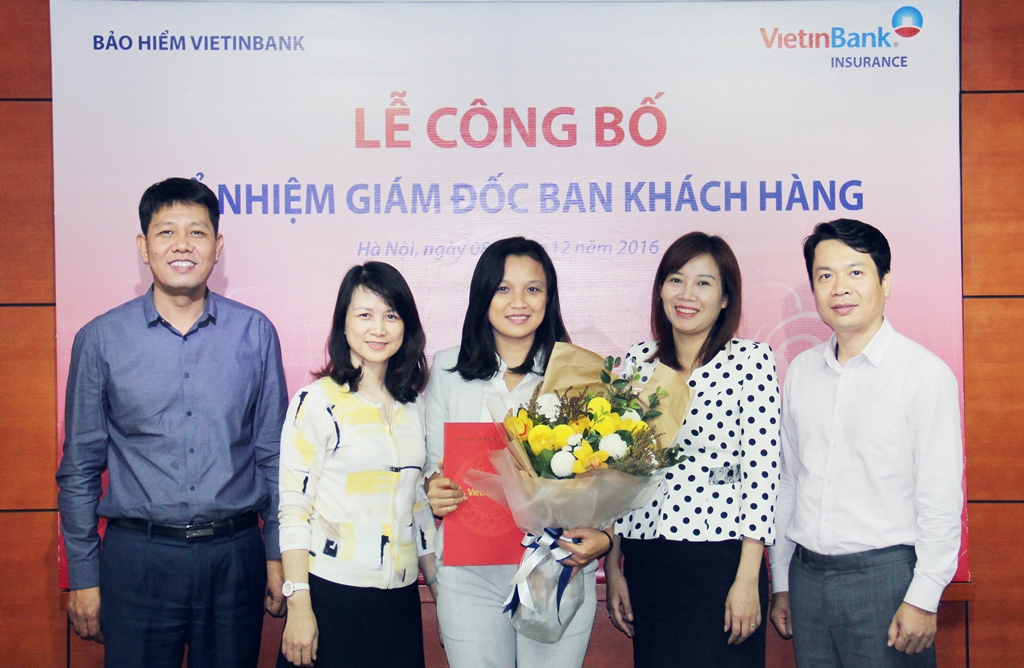 BẢO HIỂM VIETINBANK
VietinBank
INSURANCE
LỄ CÔNG BỐ
NHIỆM GIÁM ĐỐC BAN KHÁCH HÀNG
Hà Nội, ngày 12 năm 2016